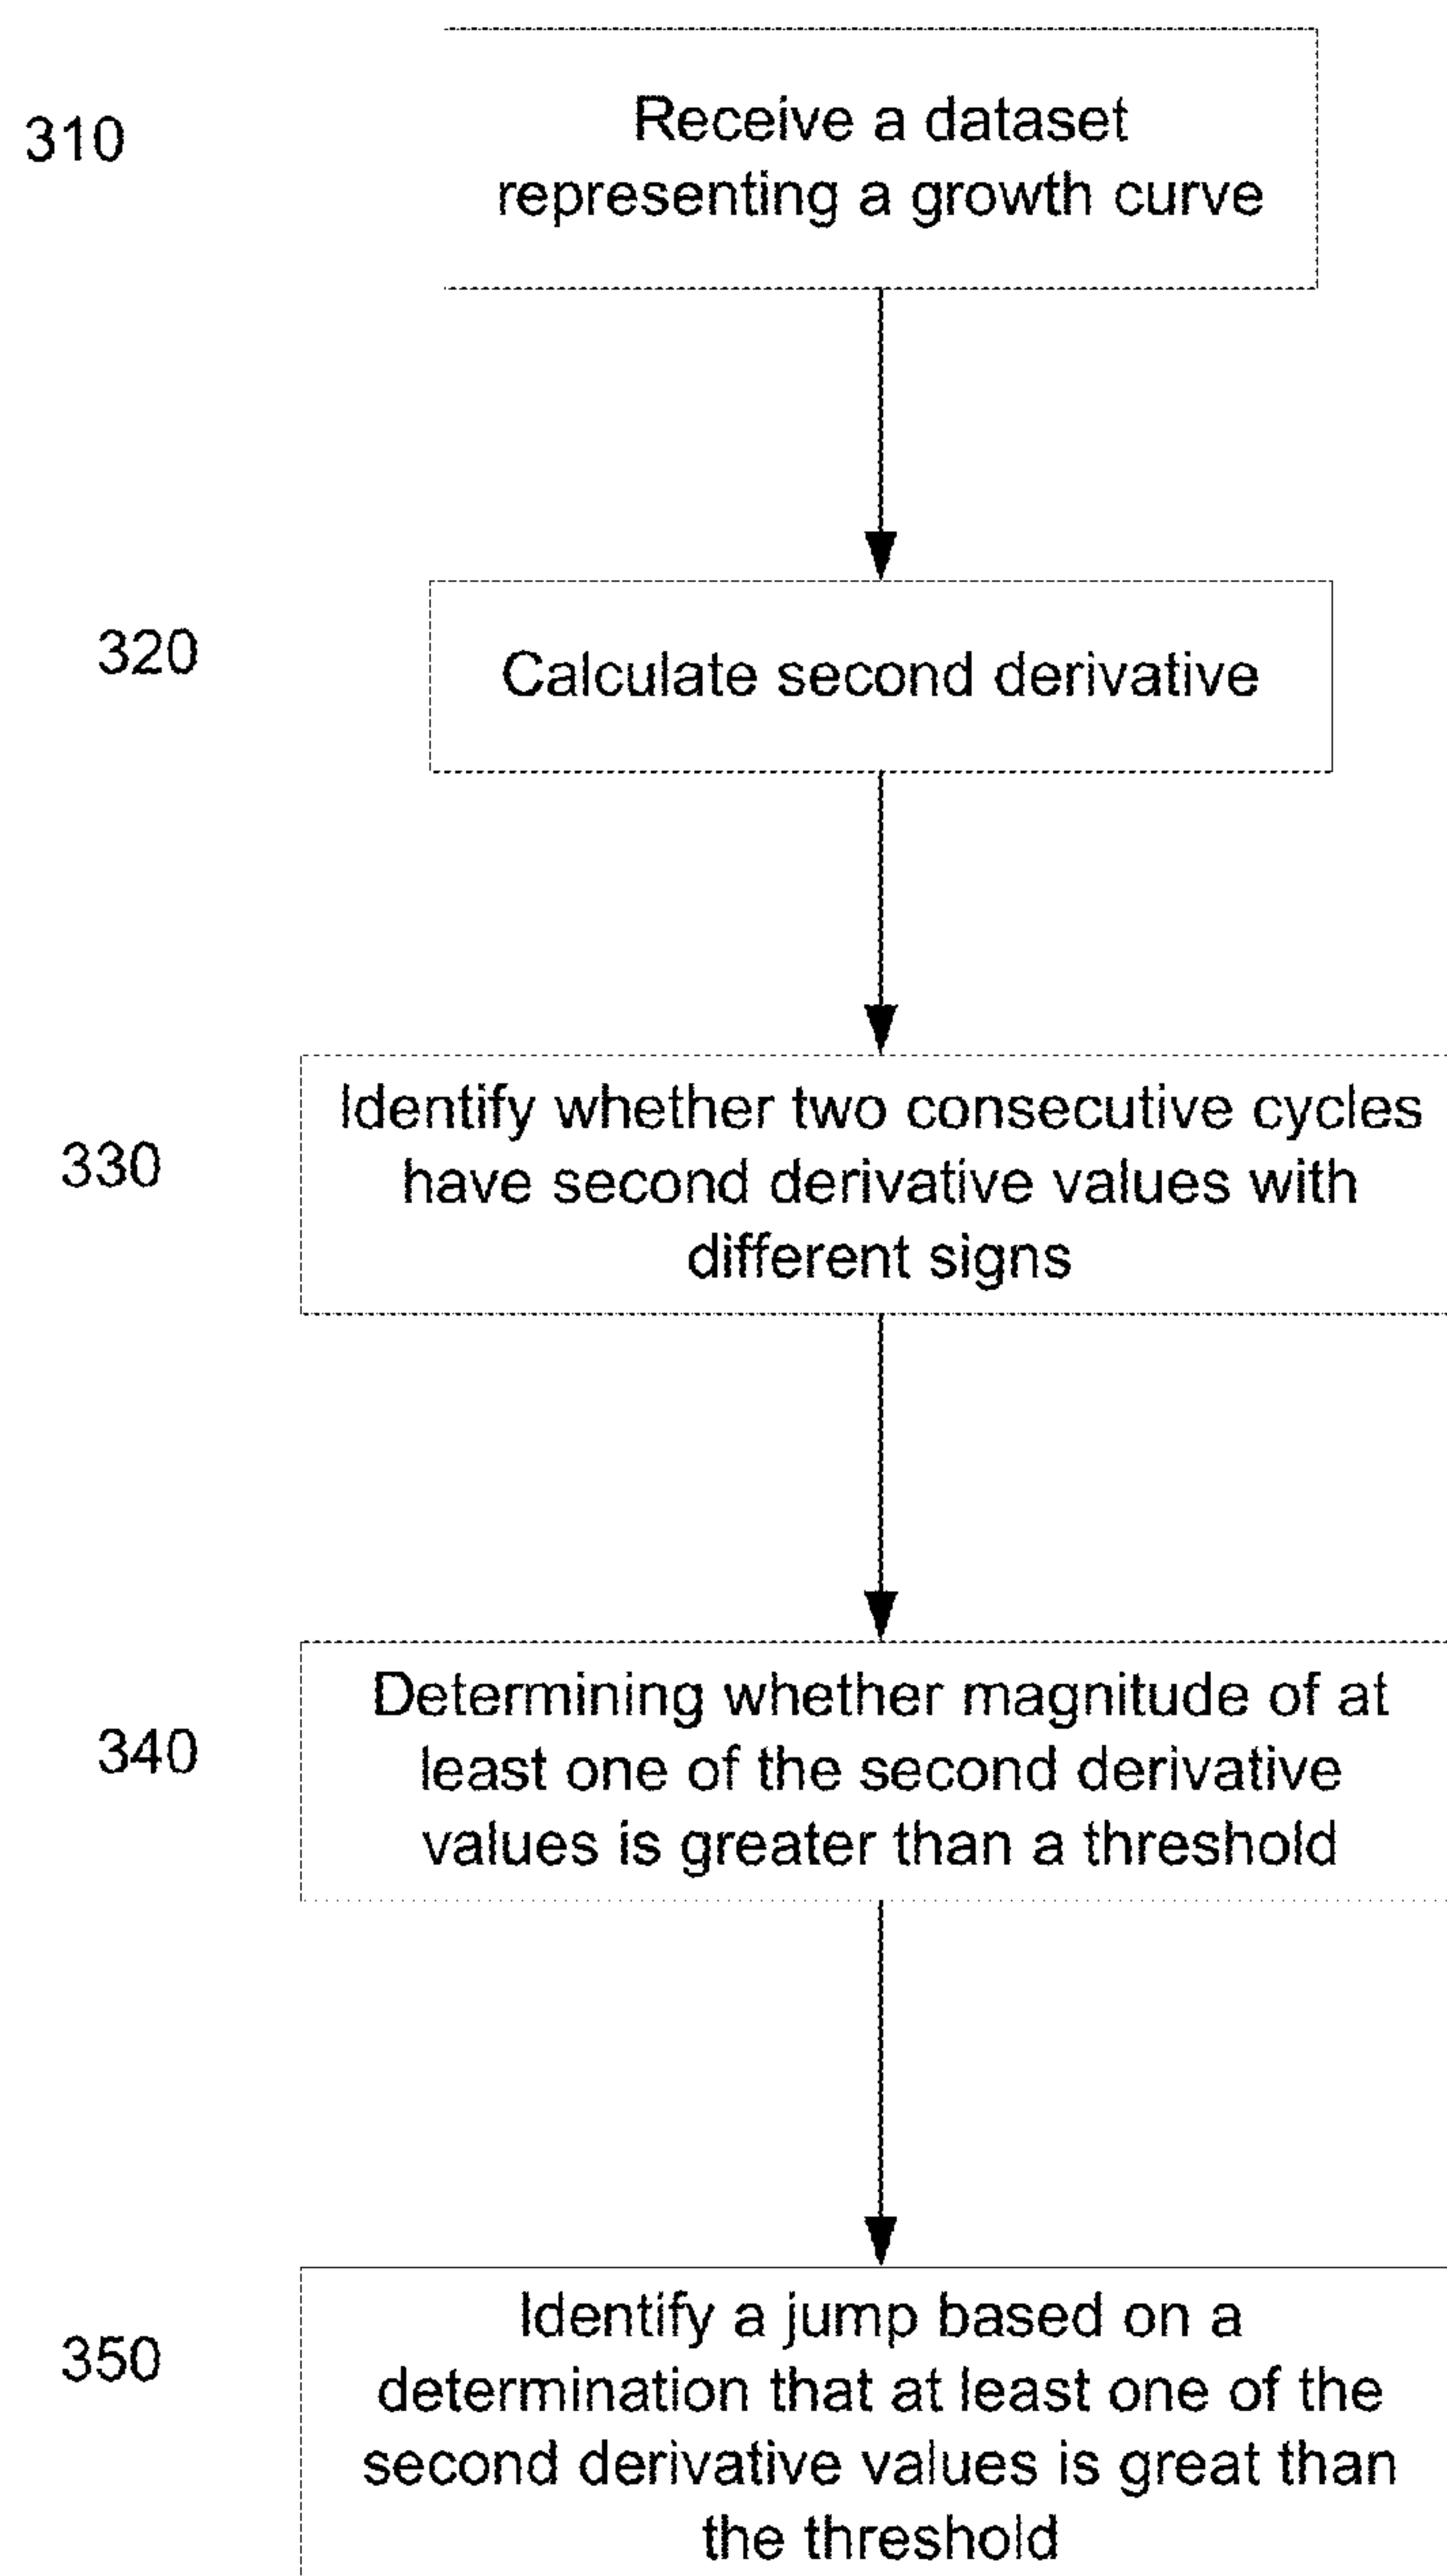 310
Receive a dataset
representing a growth curve
320
Calculate second derivative
330
Identify whether two consecutive cycles
have second derivative values with
different signs
340
Determining whether magnitude of at
least one of the second derivative
values is greater than a threshold
350
Identify a jump based on a
determination that at least one of the
second derivative values is great than
the threshold